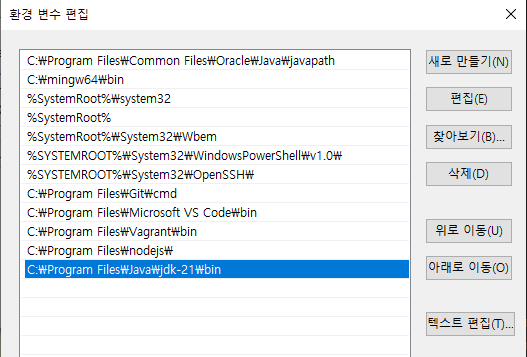 환경 변수 편집
C:₩Program Files₩Common Files₩Oracle₩Java₩javapath
C:₩mingw64₩bin
%SystemRoot%₩system32
%SystemRoot%
%SystemRoot%₩System32₩Wbem
%SYSTEMROOT%₩System32₩WindowsPowerShell₩v1.0₩
%SYSTEMROOT%₩System32₩OpenSSH₩
C:₩Program Files₩Git₩cmd
C:₩Program Files₩Microsoft VS Code₩bin
C:₩Program Files₩Vagrant₩bin
C:₩Program Files₩nodejs₩
C:₩Program Files₩Java₩jdk-21₩bin
새로 만들기(N)
편집(E)
찾아보기(B)...
삭제(D)
위로 이동(U)
아래로 이동(O)
텍스트 편집(T)...